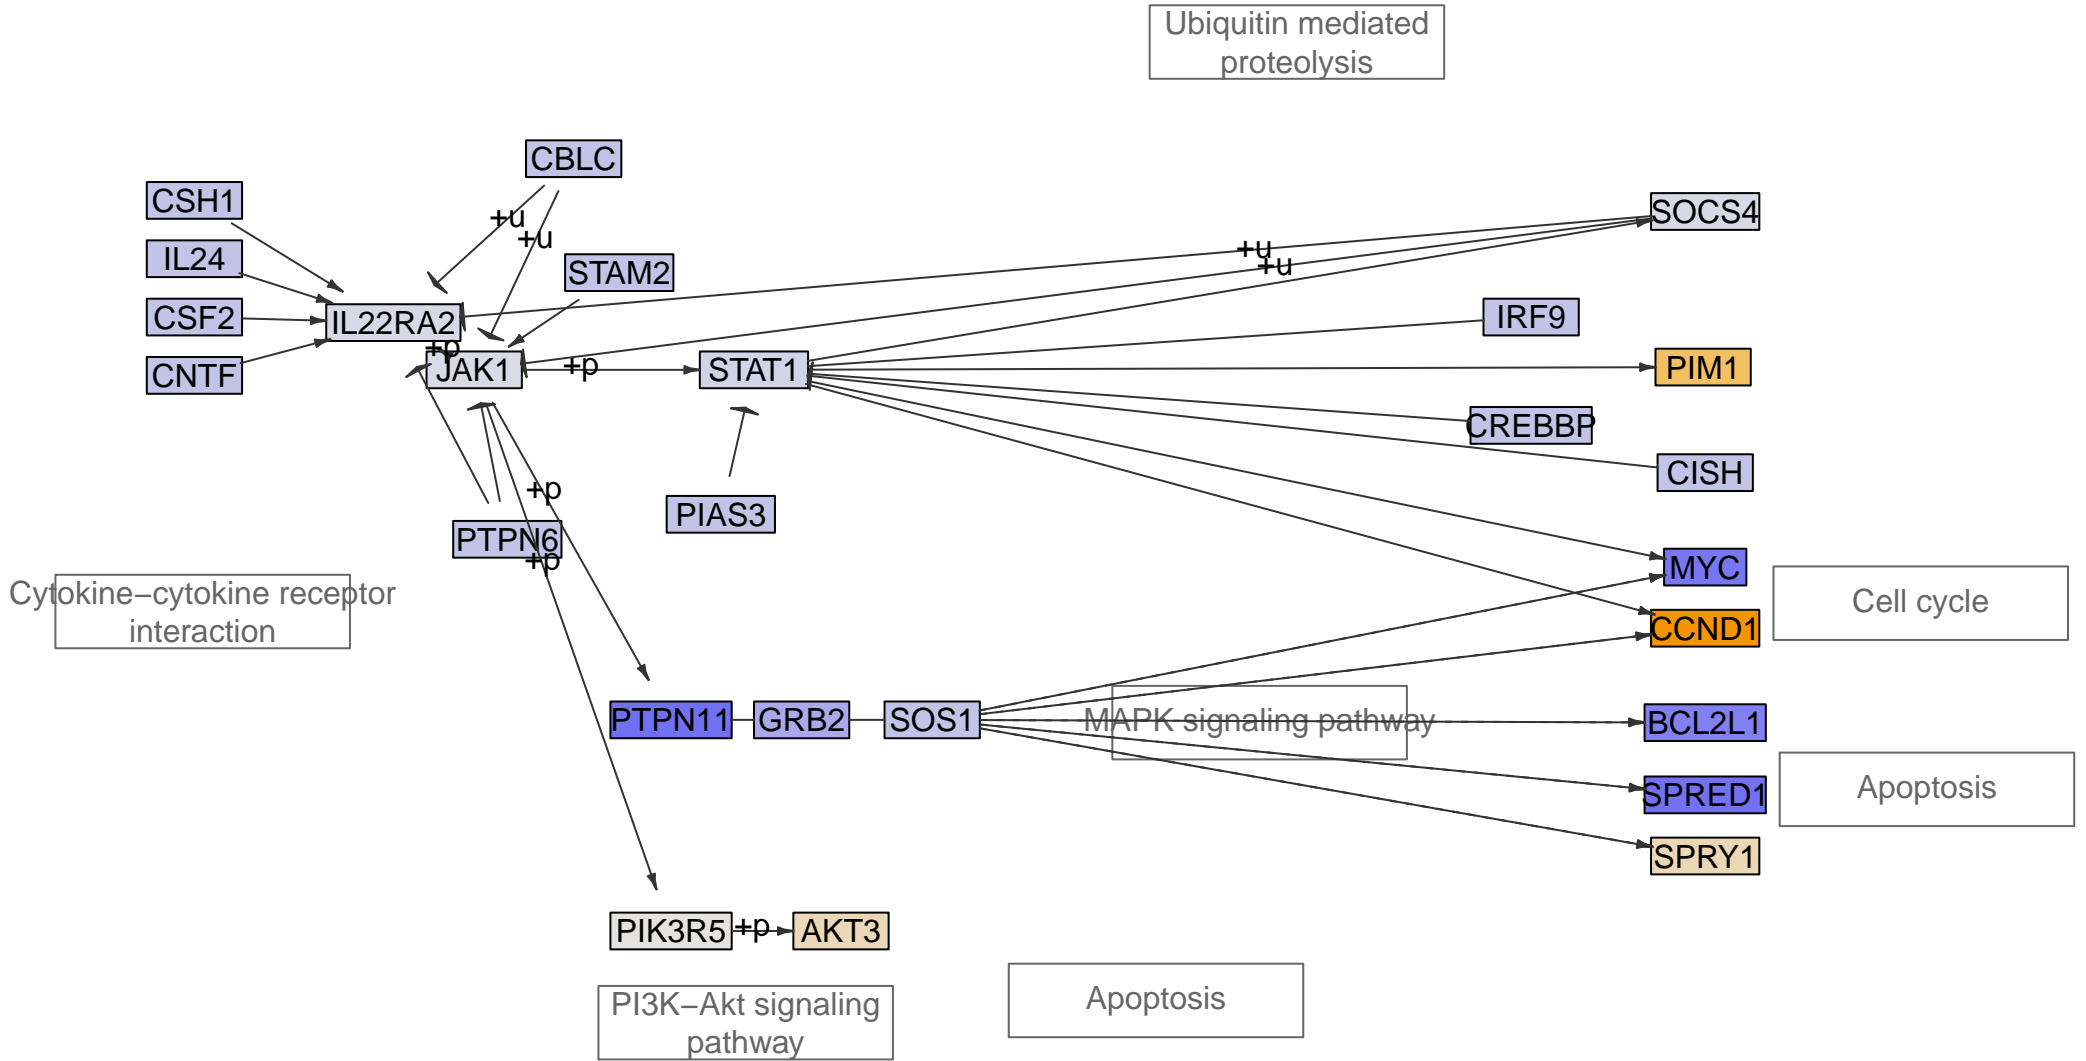 Ubiquitin mediated
proteolysis
CBLC
CSH1
+u
SOCS4
+u
IL24
STAM2
+u
+u
CSF2
IL22RA2
IRF9
+p
CNTF
JAK1
+p
STAT1
PIM1
CREBBP
CISH
+p
PIAS3
PTPN6
+p
MYC
Cytokine–cytokine receptor
interaction
Cell cycle
CCND1
PTPN11
GRB2
SOS1
MAPK signaling pathway
BCL2L1
SPRED1
Apoptosis
SPRY1
PIK3R5
+p
AKT3
PI3K–Akt signaling
pathway
Apoptosis